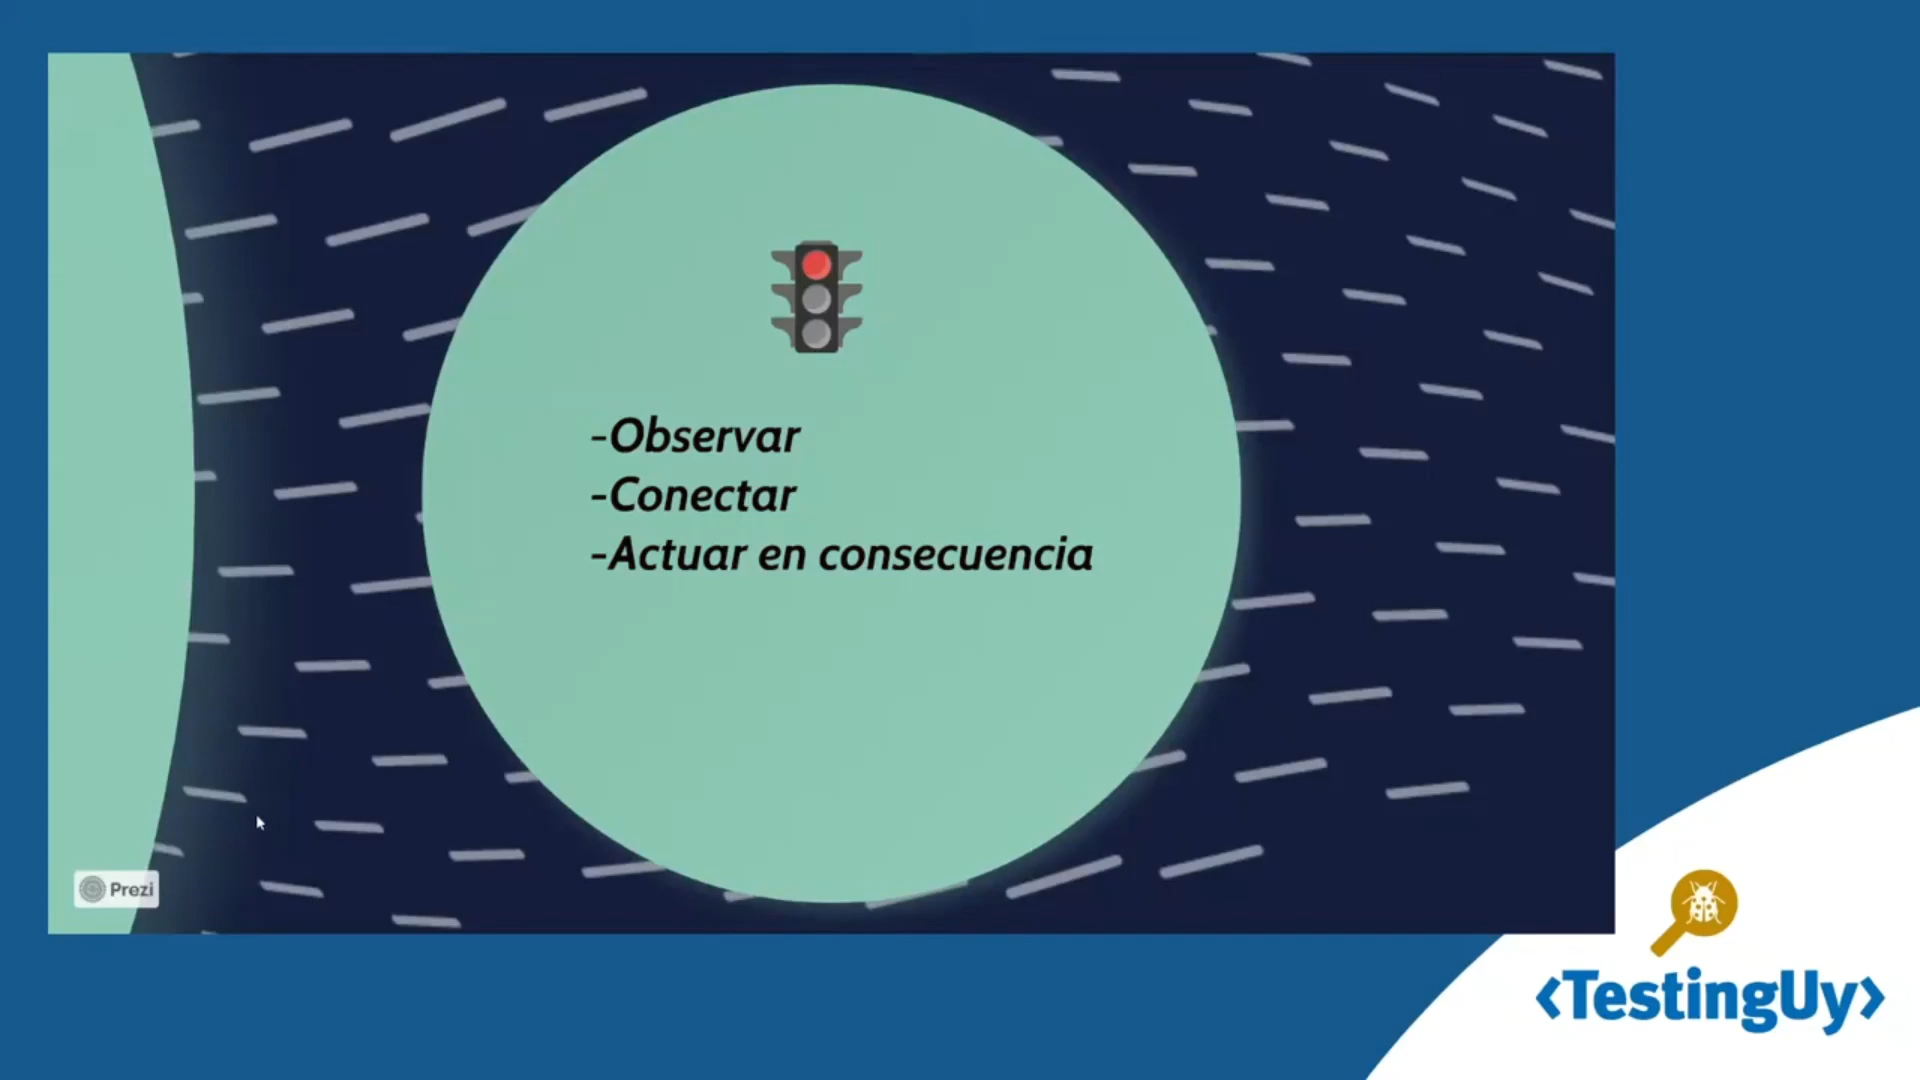 -Observar
-Conectar
-Actuar en consecuencia
Prezi
<TestingUy>